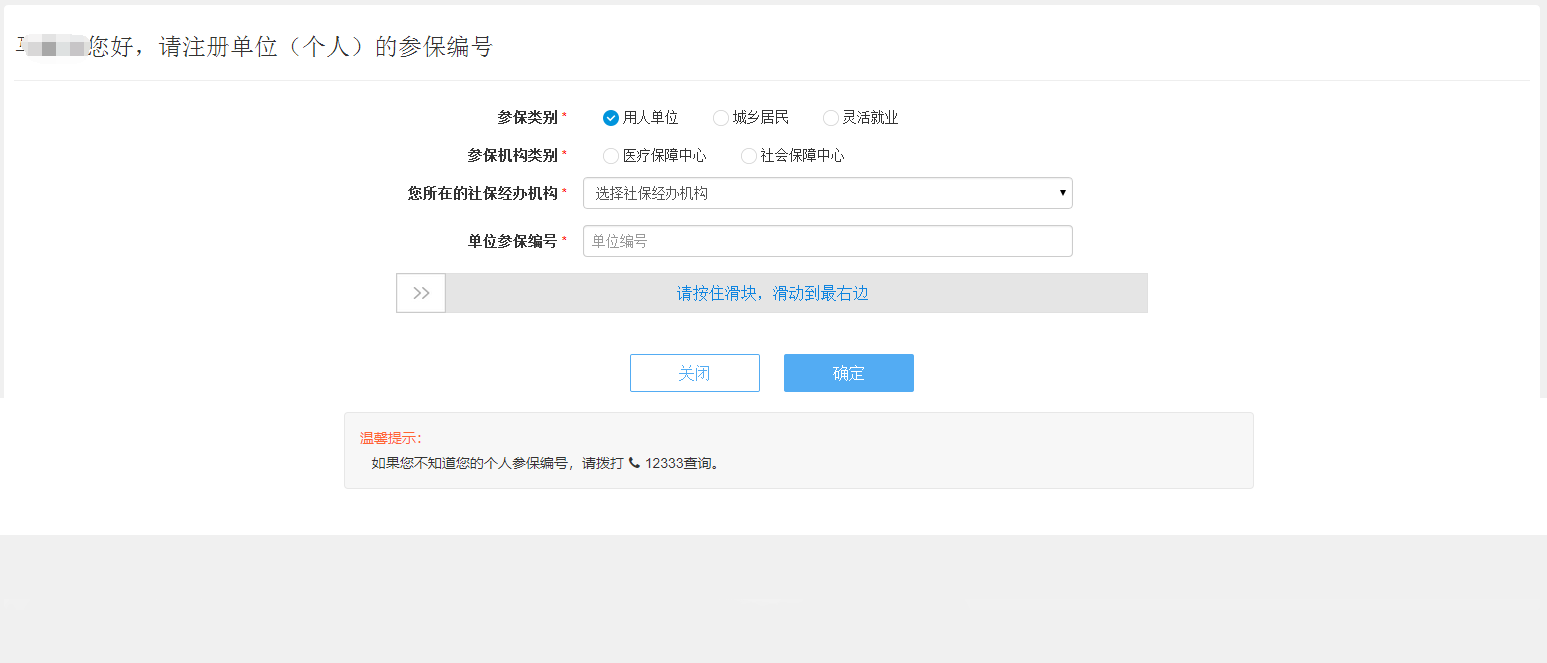 您好，请注册单位（个人）的参保编号
参保类别 * 用人单位 城乡居民 灵活就业
参保机构类别 * 医疗保障中心 社会保障中心
您所在的社保经办机构 * 选择社保经办机构
单位参保编号 * 单位编号
>> 请按住滑块，滑动到最右边
关闭 确定
温馨提示：
如果您不知道您的个人参保编号，请拨打 12333查询。